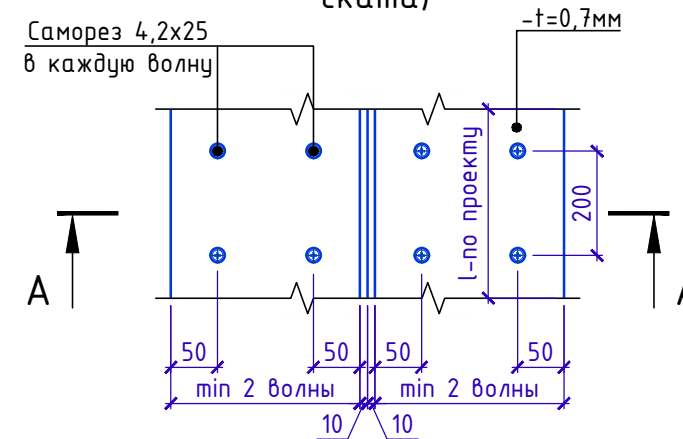 ската)
Саморез 4,2х25
в каждую волну
-t=0,7мм
l-по проекту
200
А
50
50
50
50
min 2 волны
min 2 волны
10
10